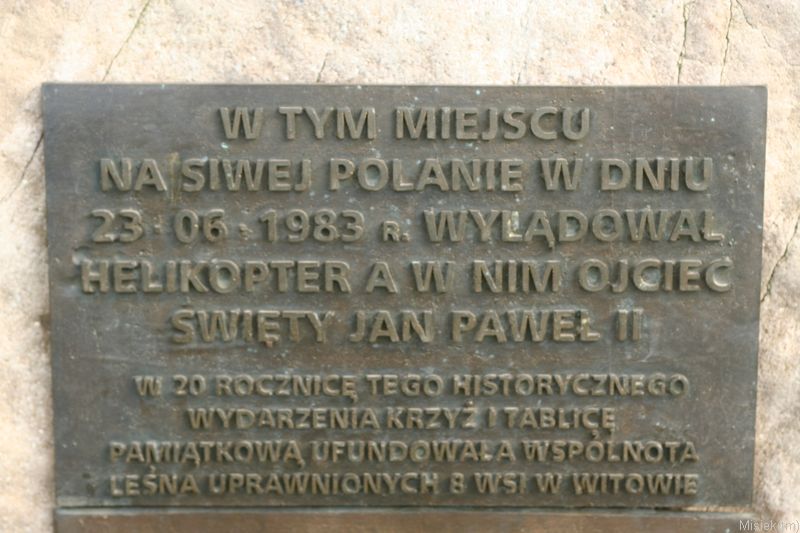 W TYM MIEJSCU
NA SIWEJ POLANIE W DNIU
23·06·1983 R. WYLĄDOWAŁ
HELIKOPTER A W NIM OJCIEC
ŚWIĘTY JAN PAWEŁ II
W 20 ROCZNICĘ TEGO HISTORYCZNEGO
WYDARZENIA KRZYŻ I TABLICĘ
PAMIĄTKOWĄ UFUNDOWAŁA WSPÓLNOTA
LEŚNA UPRAWNIONYCH 8 WSI W WITOWIE